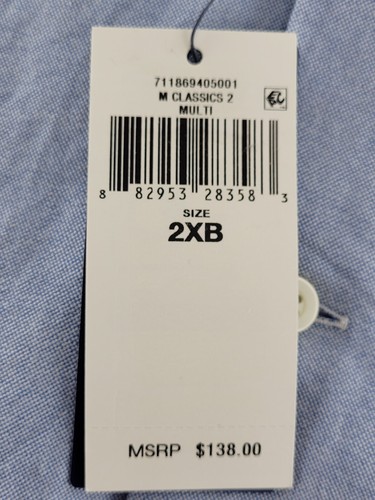 711869405001
M CLASSICS 2
MULTI
8 82953 28358 3
SIZE
2XB
MSRP $138.00